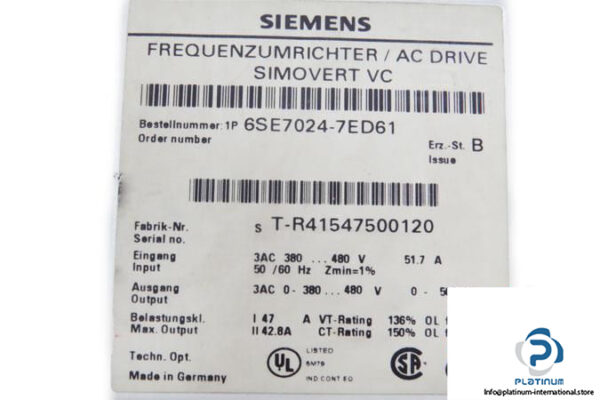 SIEMENS
FREQUENZUMRICHTER / AC DRIVE
SIMOVERT VC
Bestellnummer: 1P 6SE7024-7ED61
Order number
Erz.-St. B
Issue
Fabrik-Nr. S T-R41547500120
Serial no.
Eingang 3AC 380 ... 480 V 51.7 A
Input 50 /60 Hz Zmin=1%
Ausgang 3AC 0- 380 ... 480 V 0 -
Output
Belastungskl. I 47 A VT-Rating 136% OL
Max. Output II 42.8A CT-Rating 150% OL
Techn. Opt.
Made in Germany
UL
LISTED
IND.CONT.EQ
SA
PLATINUM
Info@platinum-international.store